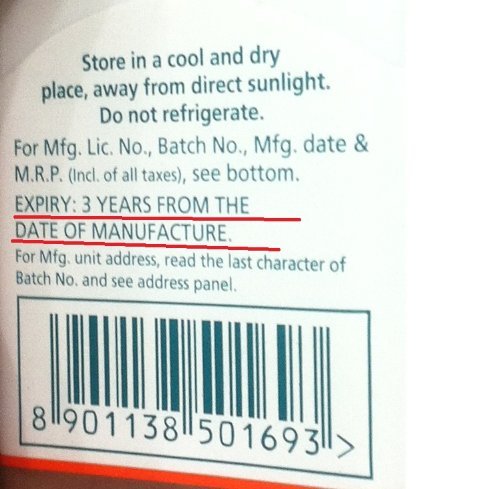 Store in a cool and dry
place, away from direct sunlight.
Do not refrigerate.
For Mfg. Lic. No., Batch No., Mfg. date &
M.R.P. (Incl. of all taxes), see bottom.
EXPIRY: 3 YEARS FROM THE
DATE OF MANUFACTURE.
For Mfg. unit address, read the last character of
Batch No. and see address panel.
8 901138 501693 >